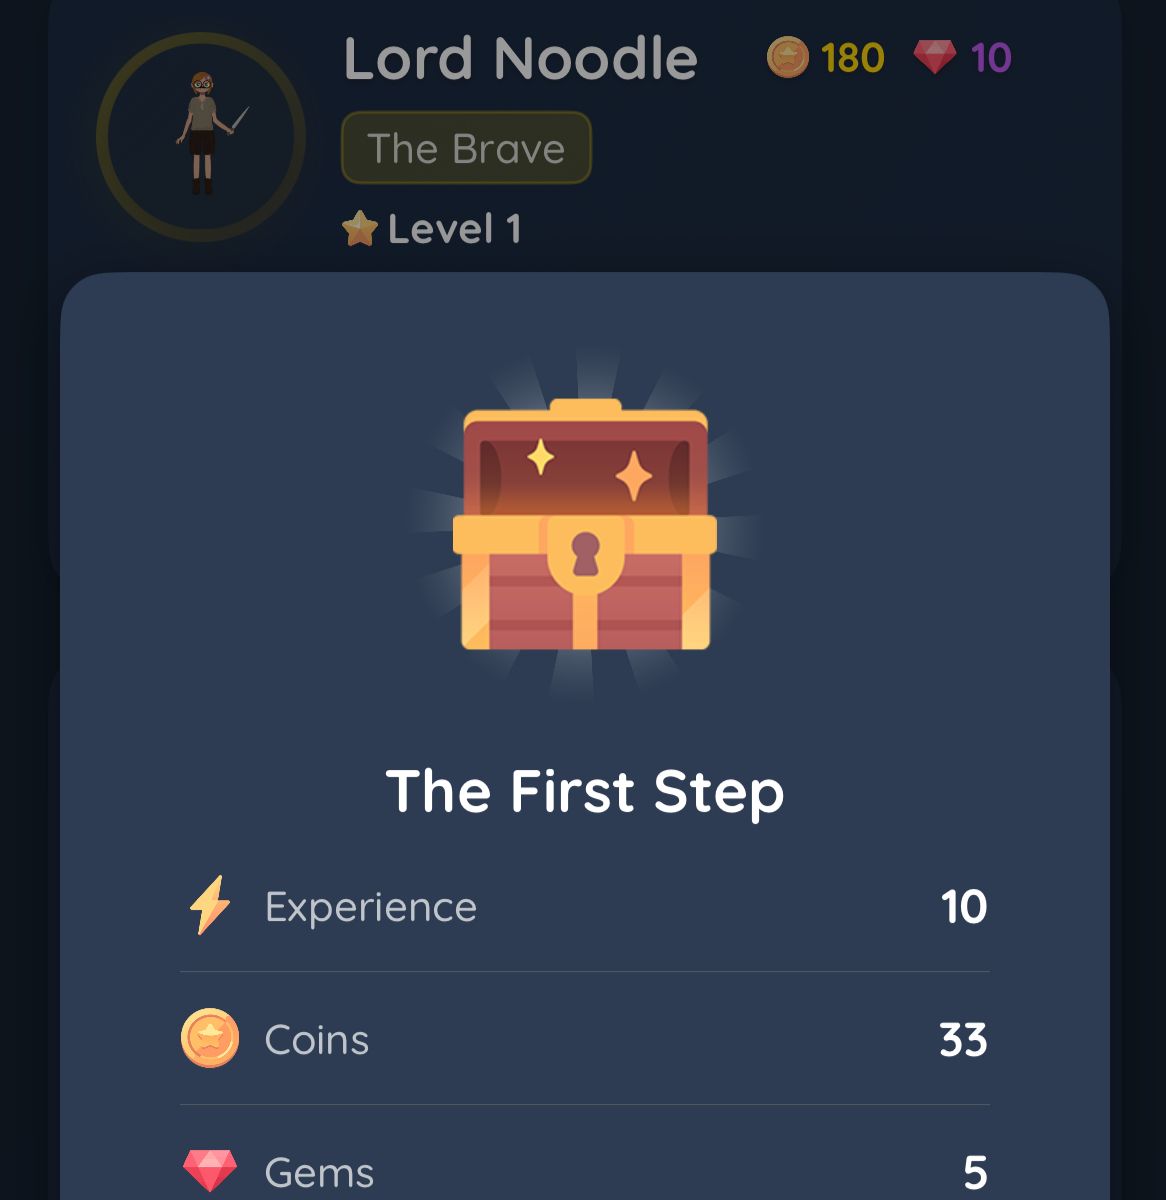 Lord Noodle 180 10
The Brave
Level 1
The First Step
Experience 10
Coins 33
Gems 5